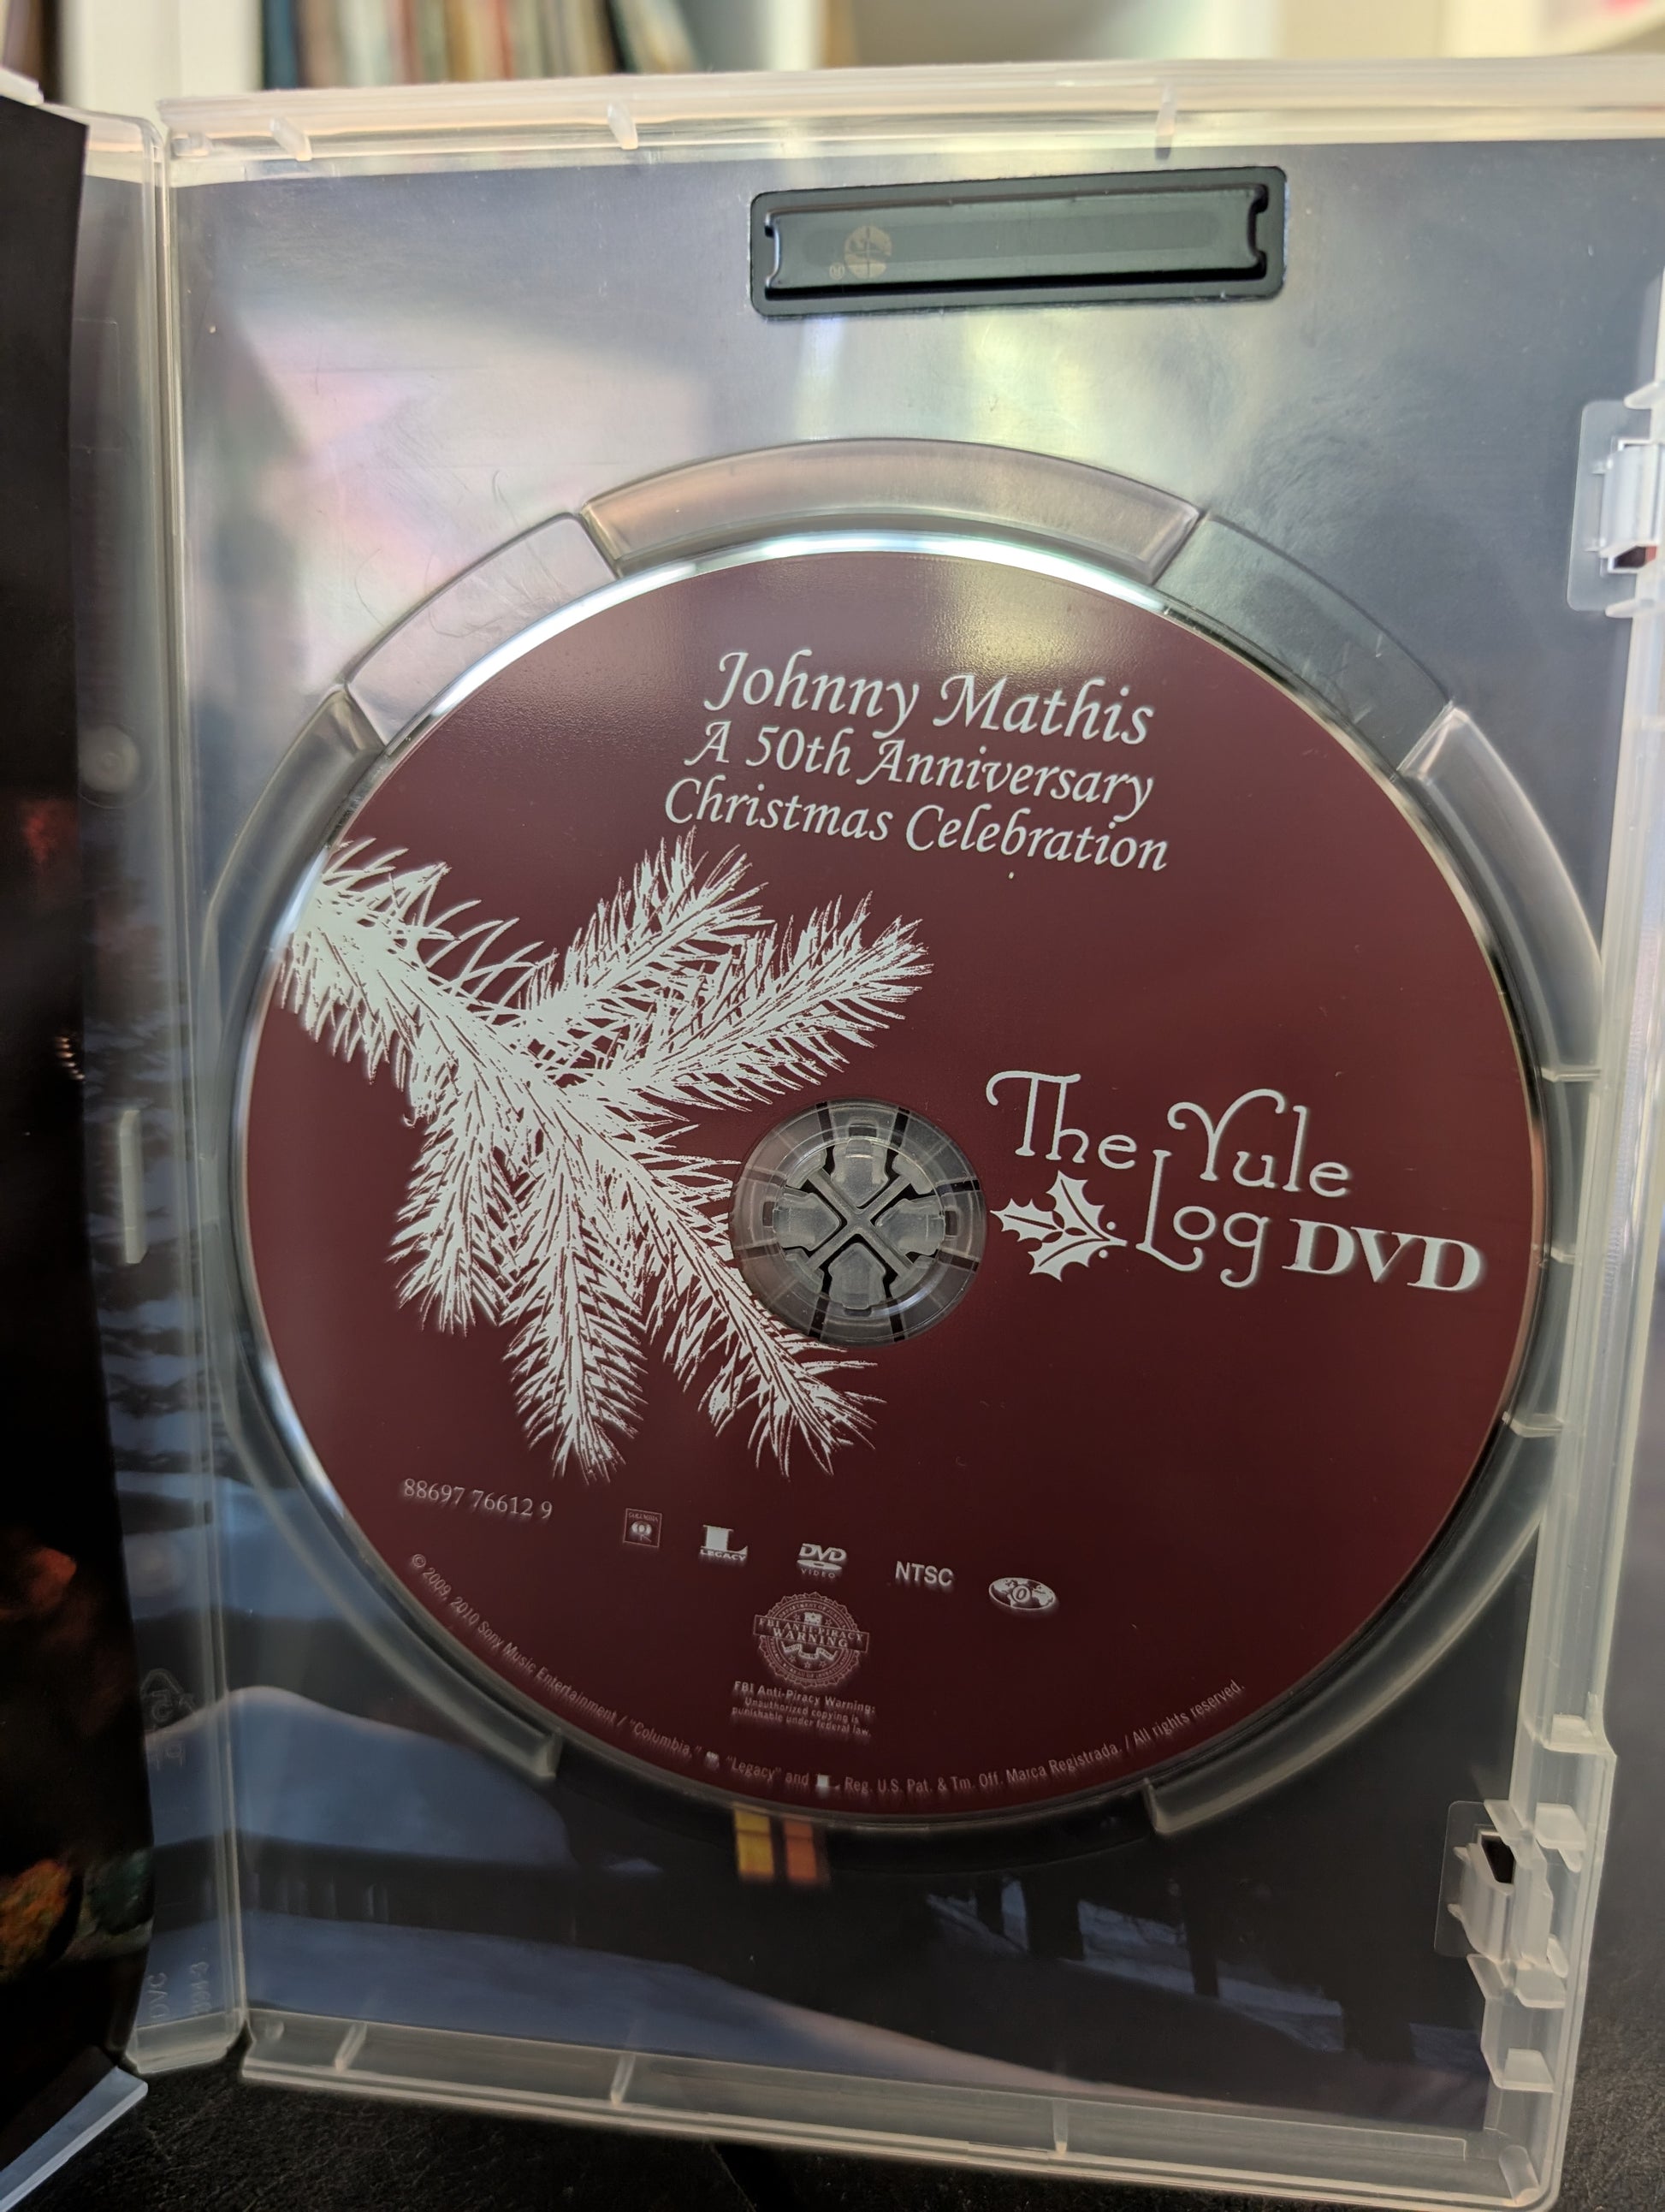 Johnny Mathis
A 50th Anniversary
Christmas Celebration
The Yule
Log DVD
88697 76612 9
COLUMBIA
L
LEGACY
DVD
VIDEO
NTSC
0
FBI ANTI-PIRACY
WARNING
FBI Anti-Piracy Warning:
Unauthorized copying is
punishable under federal law.
© 2009, 2010 Sony Music Entertainment / "Columbia," "Legacy" and L Reg. U.S. Pat. & Tm. Off. Marca Registrada. / All rights reserved.
DVC